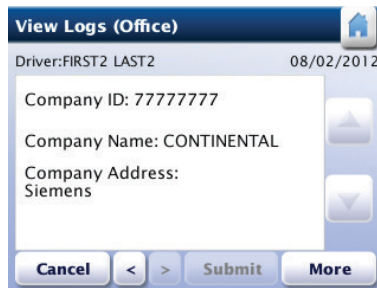 View Logs (Office)
Driver:FIRST2 LAST2 08/02/2012
Company ID: 77777777
Company Name: CONTINENTAL
Company Address:
Siemens
Cancel < > Submit More